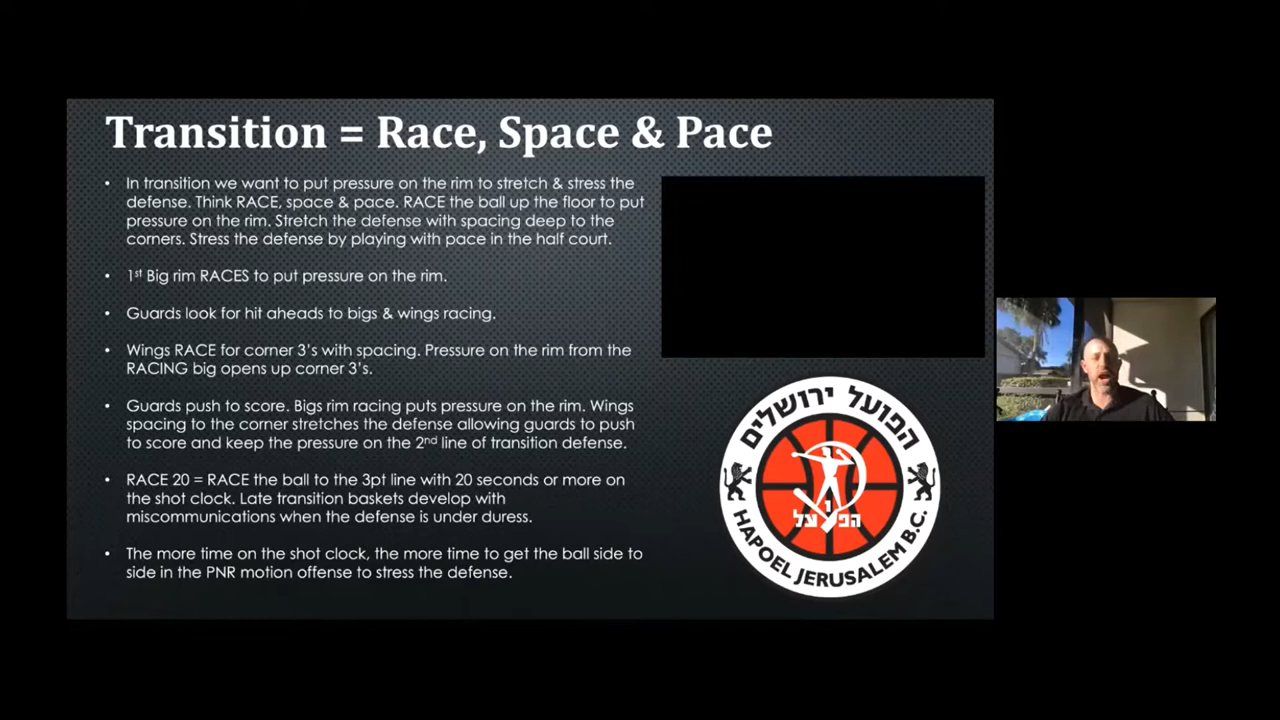 Transition = Race, Space & Pace
• In transition we want to put pressure on the rim to stretch & stress the
defense. Think RACE, space & pace. RACE the ball up the floor to put
pressure on the rim. Stretch the defense with spacing deep to the
corners. Stress the defense by playing with pace in the half court.
• 1st Big rim RACES to put pressure on the rim.
• Guards look for hit aheads to bigs & wings racing.
• Wings RACE for corner 3's with spacing. Pressure on the rim from the
RACING big opens up corner 3's.
• Guards push to score. Bigs rim racing puts pressure on the rim. Wings
spacing to the corner stretches the defense allowing guards to push
to score and keep the pressure on the 2nd line of transition defense.
• RACE 20 = RACE the ball to the 3pt line with 20 seconds or more on
the shot clock. Late transition baskets develop with
miscommunications when the defense is under duress.
• The more time on the shot clock, the more time to get the ball side to
side in the PNR motion offense to stress the defense.
הפועל ירושלים
הפועל
HAPOEL JERUSALEM B.C.